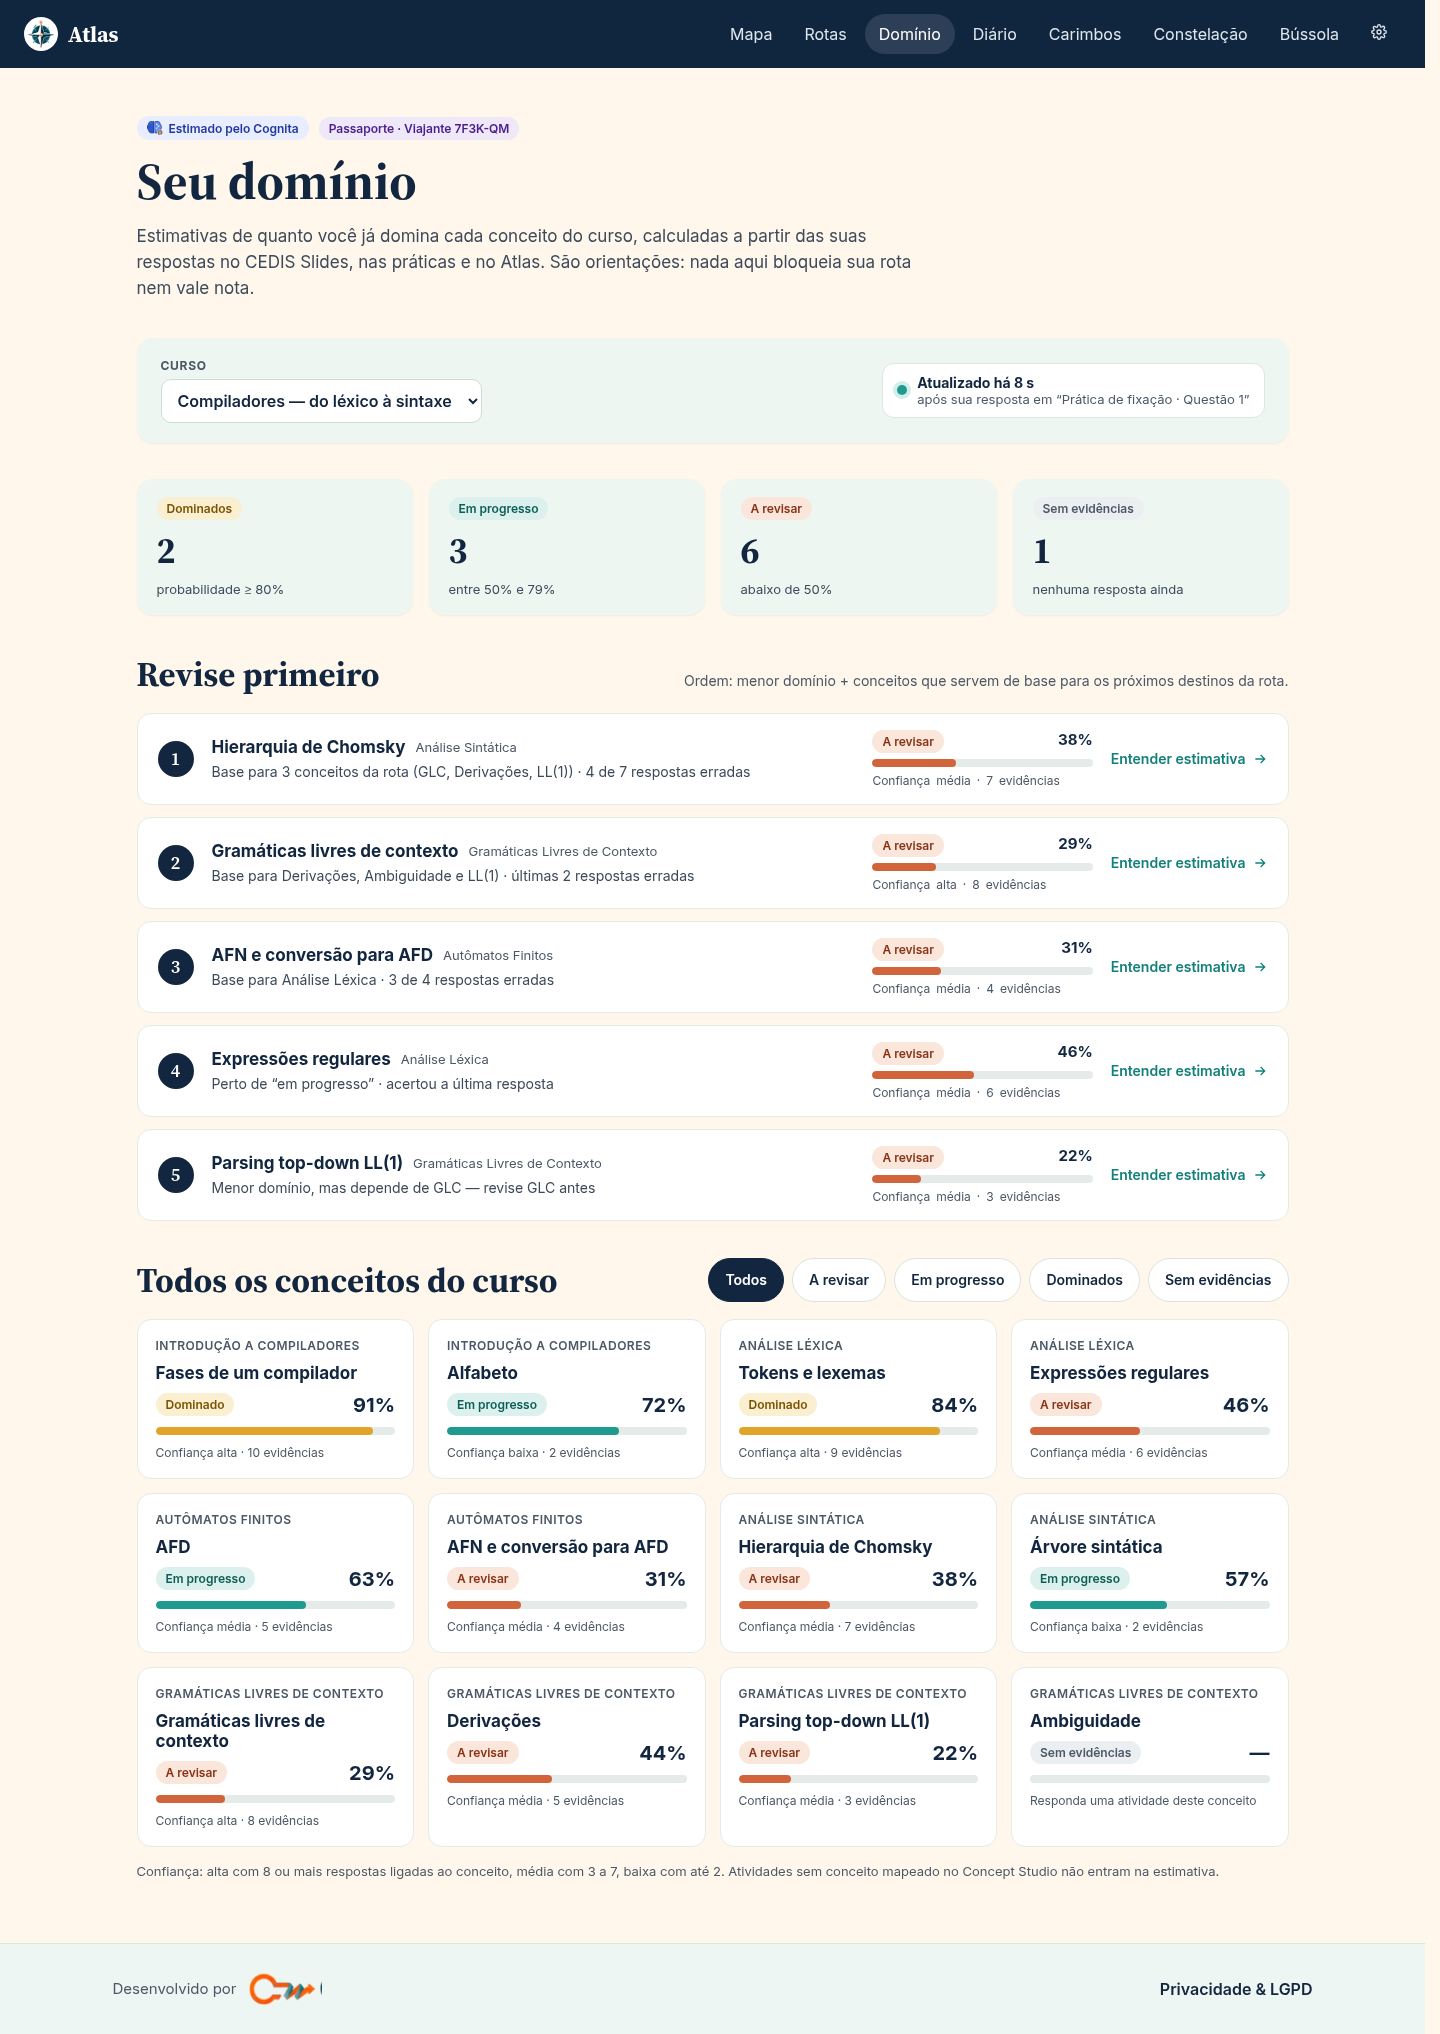 Atlas
Mapa
Rotas
Domínio
Diário
Carimbos
Constelação
Bússola
Estimado pelo Cognita
Passaporte · Viajante 7F3K-QM
Seu domínio
Estimativas de quanto você já domina cada conceito do curso, calculadas a partir das suas
respostas no CEDIS Slides, nas práticas e no Atlas. São orientações: nada aqui bloqueia sua rota
nem vale nota.
CURSO
Compiladores — do léxico à sintaxe
Atualizado há 8 s
após sua resposta em “Prática de fixação · Questão 1”
Dominados
2
probabilidade ≥ 80%
Em progresso
3
entre 50% e 79%
A revisar
6
abaixo de 50%
Sem evidências
1
nenhuma resposta ainda
Revise primeiro
Ordem: menor domínio + conceitos que servem de base para os próximos destinos da rota.
1
Hierarquia de Chomsky Análise Sintática
Base para 3 conceitos da rota (GLC, Derivações, LL(1)) · 4 de 7 respostas erradas
A revisar 38%
Confiança média · 7 evidências
Entender estimativa →
2
Gramáticas livres de contexto Gramáticas Livres de Contexto
Base para Derivações, Ambiguidade e LL(1) · últimas 2 respostas erradas
A revisar 29%
Confiança alta · 8 evidências
Entender estimativa →
3
AFN e conversão para AFD Autômatos Finitos
Base para Análise Léxica · 3 de 4 respostas erradas
A revisar 31%
Confiança média · 4 evidências
Entender estimativa →
4
Expressões regulares Análise Léxica
Perto de “em progresso” · acertou a última resposta
A revisar 46%
Confiança média · 6 evidências
Entender estimativa →
5
Parsing top-down LL(1) Gramáticas Livres de Contexto
Menor domínio, mas depende de GLC — revise GLC antes
A revisar 22%
Confiança média · 3 evidências
Entender estimativa →
Todos os conceitos do curso
Todos
A revisar
Em progresso
Dominados
Sem evidências
INTRODUÇÃO A COMPILADORES
Fases de um compilador
Dominado 91%
Confiança alta · 10 evidências
INTRODUÇÃO A COMPILADORES
Alfabeto
Em progresso 72%
Confiança baixa · 2 evidências
ANÁLISE LÉXICA
Tokens e lexemas
Dominado 84%
Confiança alta · 9 evidências
ANÁLISE LÉXICA
Expressões regulares
A revisar 46%
Confiança média · 6 evidências
AUTÔMATOS FINITOS
AFD
Em progresso 63%
Confiança média · 5 evidências
AUTÔMATOS FINITOS
AFN e conversão para AFD
A revisar 31%
Confiança média · 4 evidências
ANÁLISE SINTÁTICA
Hierarquia de Chomsky
A revisar 38%
Confiança média · 7 evidências
ANÁLISE SINTÁTICA
Árvore sintática
Em progresso 57%
Confiança baixa · 2 evidências
GRAMÁTICAS LIVRES DE CONTEXTO
Gramáticas livres de
contexto
A revisar 29%
Confiança alta · 8 evidências
GRAMÁTICAS LIVRES DE CONTEXTO
Derivações
A revisar 44%
Confiança média · 5 evidências
GRAMÁTICAS LIVRES DE CONTEXTO
Parsing top-down LL(1)
A revisar 22%
Confiança média · 3 evidências
GRAMÁTICAS LIVRES DE CONTEXTO
Ambiguidade
Sem evidências —
Responda uma atividade deste conceito
Confiança: alta com 8 ou mais respostas ligadas ao conceito, média com 3 a 7, baixa com até 2. Atividades sem conceito mapeado no Concept Studio não entram na estimativa.
Desenvolvido por
Privacidade & LGPD